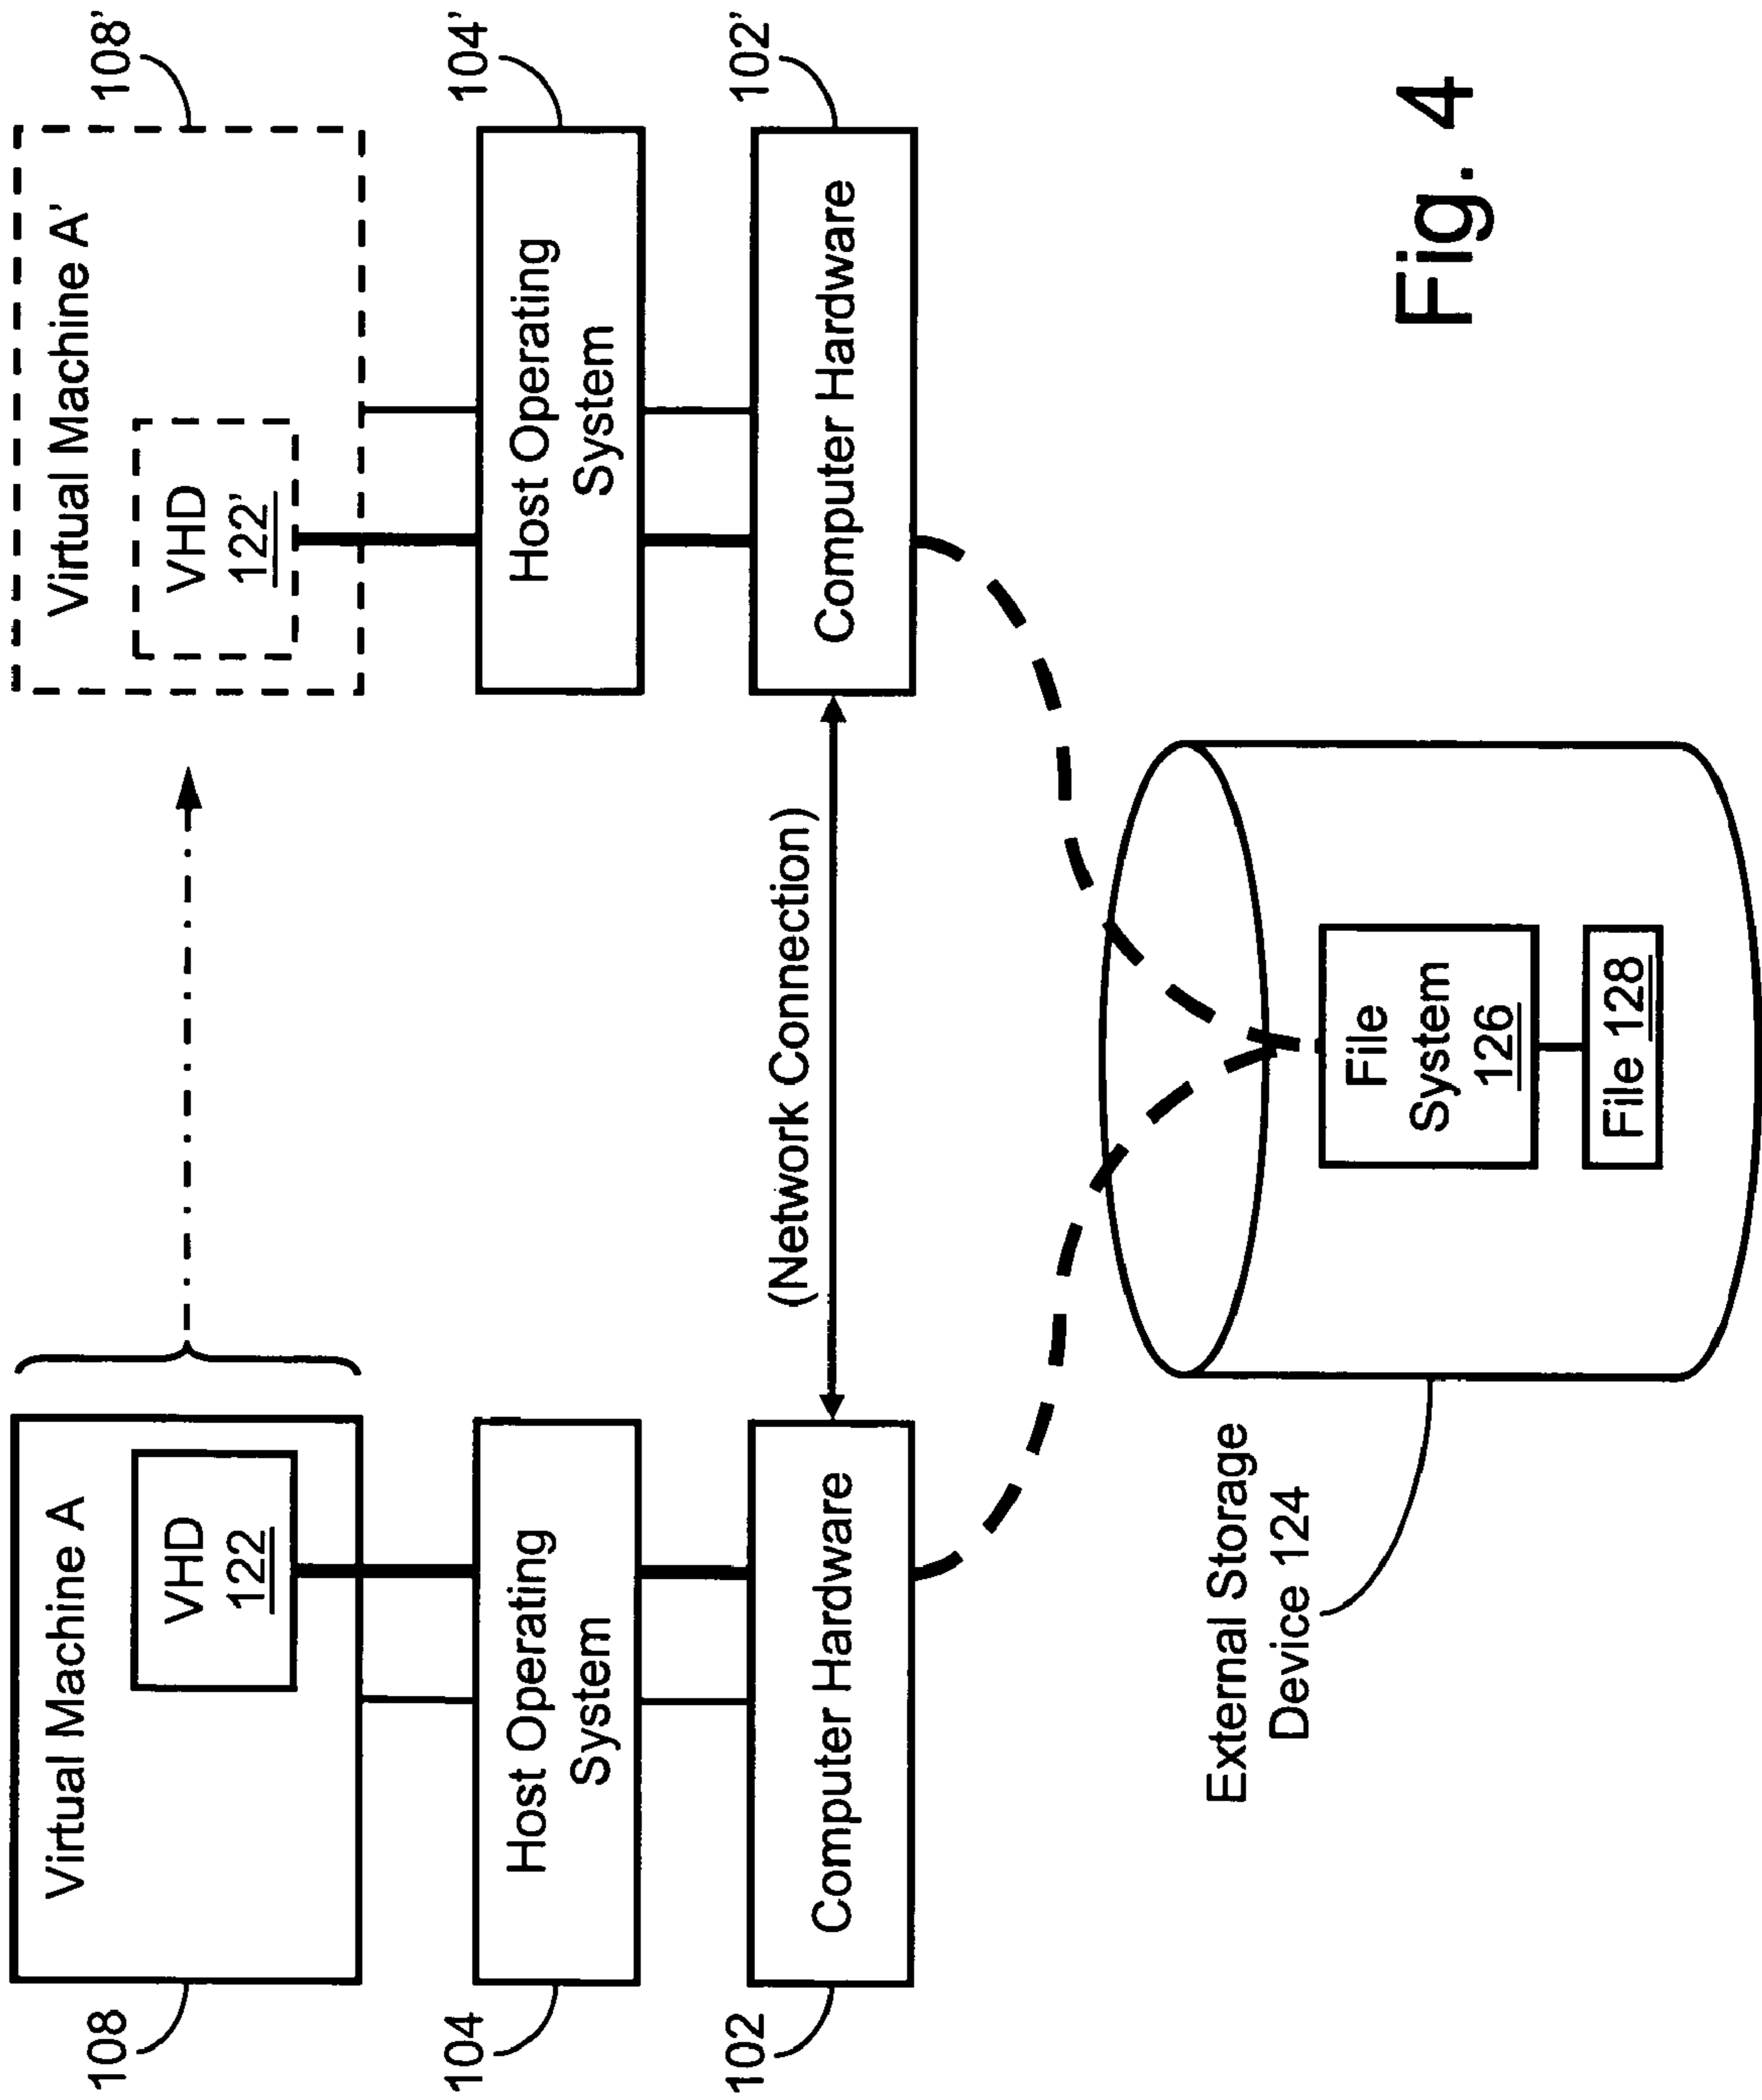 Virtual Machine A
VHD
122
108
Host Operating
System
104
Computer Hardware
102
(Network Connection)
Virtual Machine A'
VHD
122'
108'
Host Operating
System
104'
Computer Hardware
102'
External Storage
Device 124
File
System
126
File 128
Fig. 4